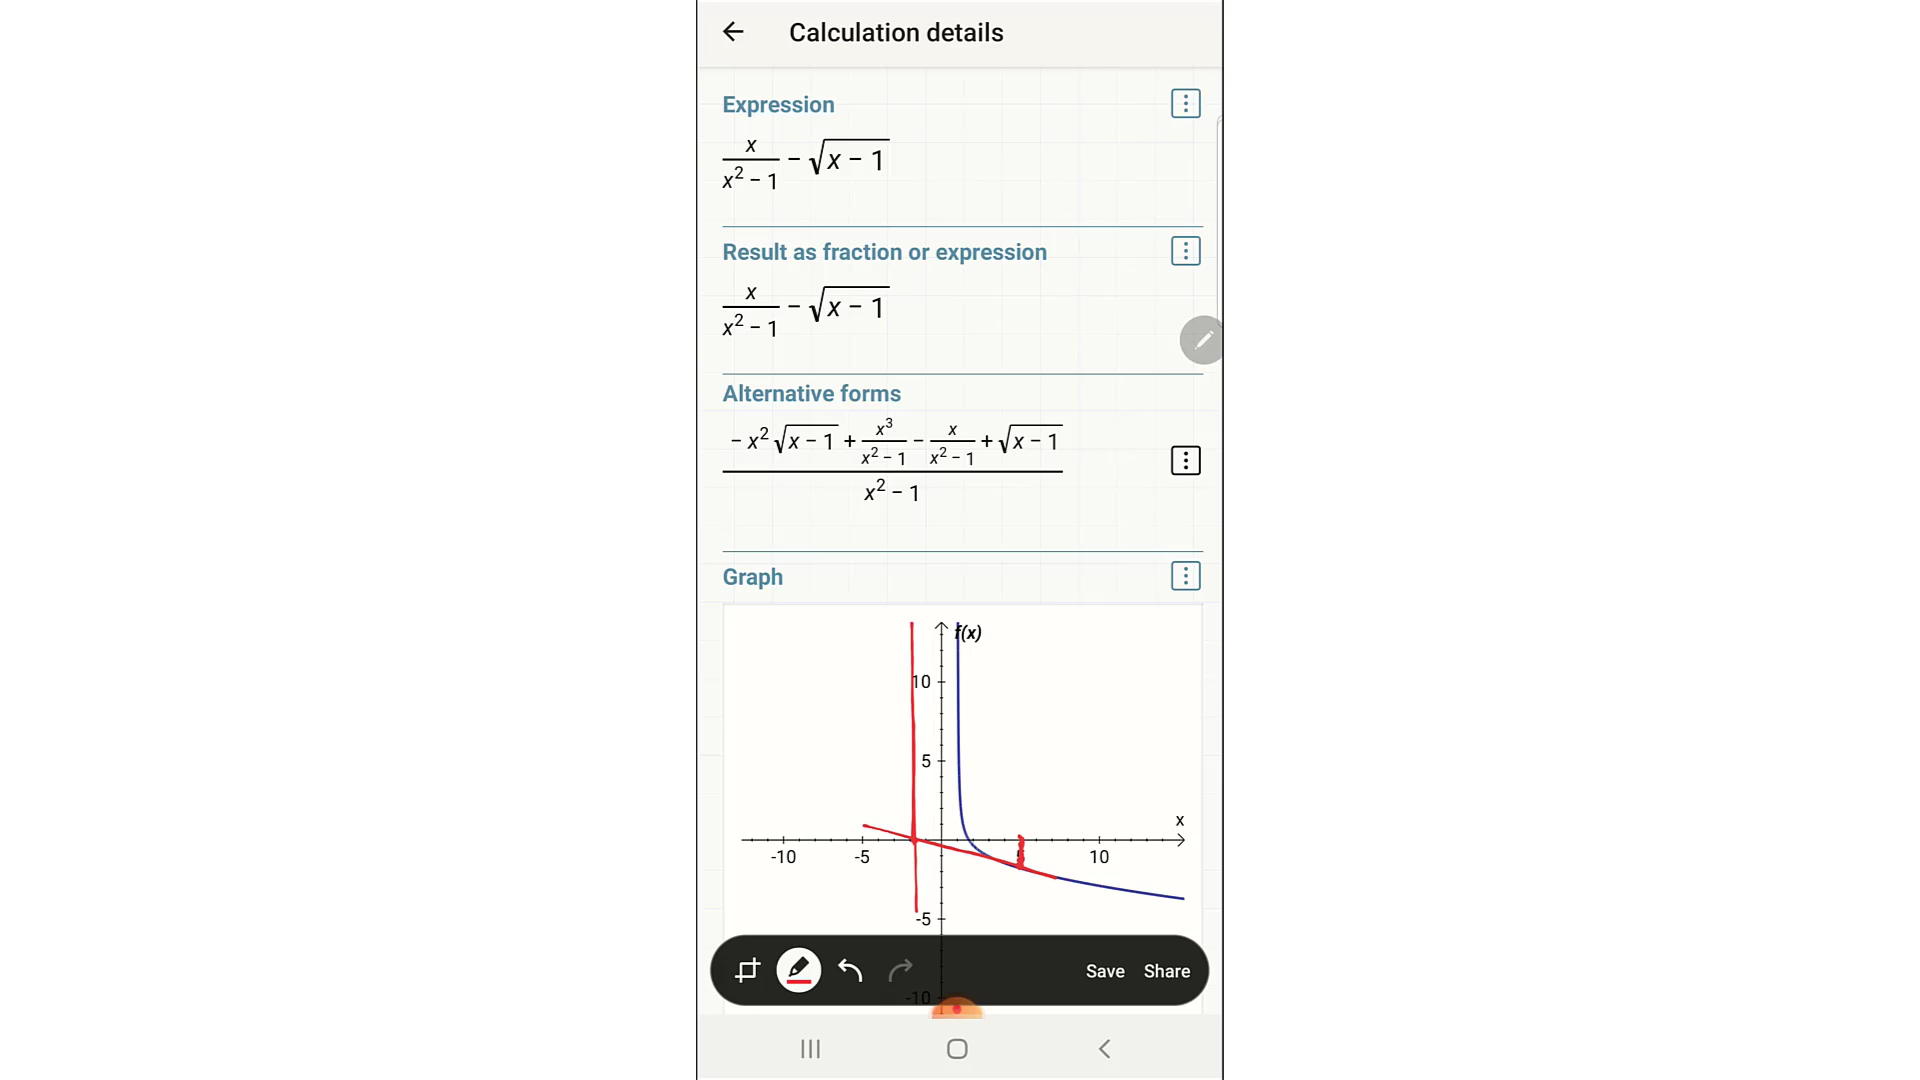 Calculation details
Expression
x/(x² − 1) − √(x − 1)
Result as fraction or expression
x/(x² − 1) − √(x − 1)
Alternative forms
(− x² √(x − 1) + x³/(x² − 1) − x/(x² − 1) + √(x − 1))/(x² − 1)
Graph
f(x)
10
5
x
-10 -5 10
-5
Save Share
-10